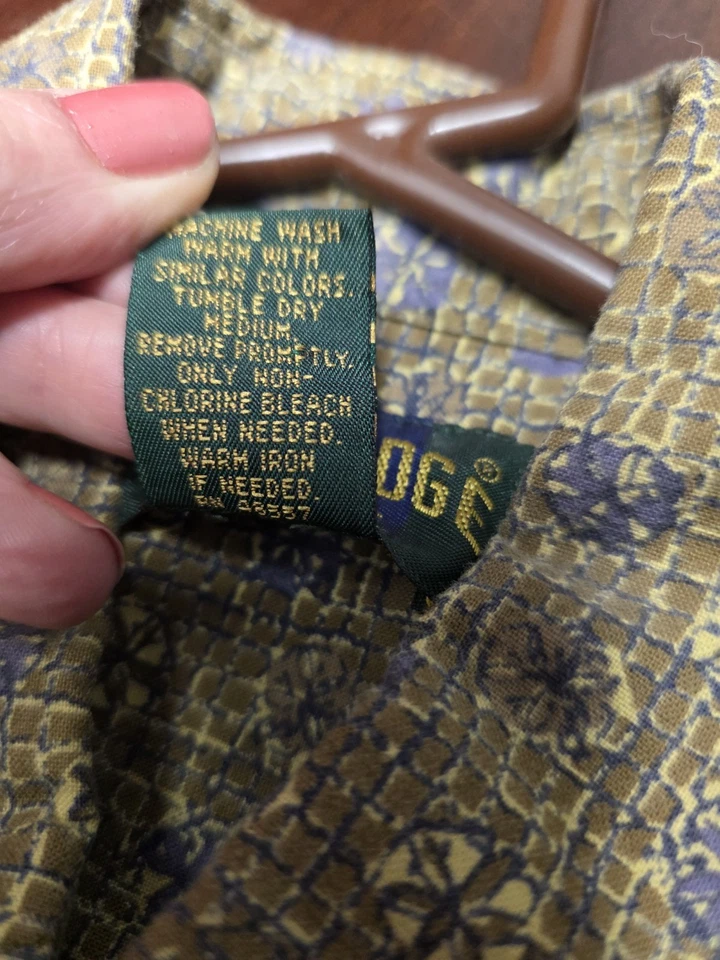 MACHINE WASH
WARM WITH
SIMILAR COLORS.
TUMBLE DRY
MEDIUM,
REMOVE PROMPTLY,
ONLY NON-
CHLORINE BLEACH
WHEN NEEDED.
WARM IRON
IF NEEDED.
DGE®